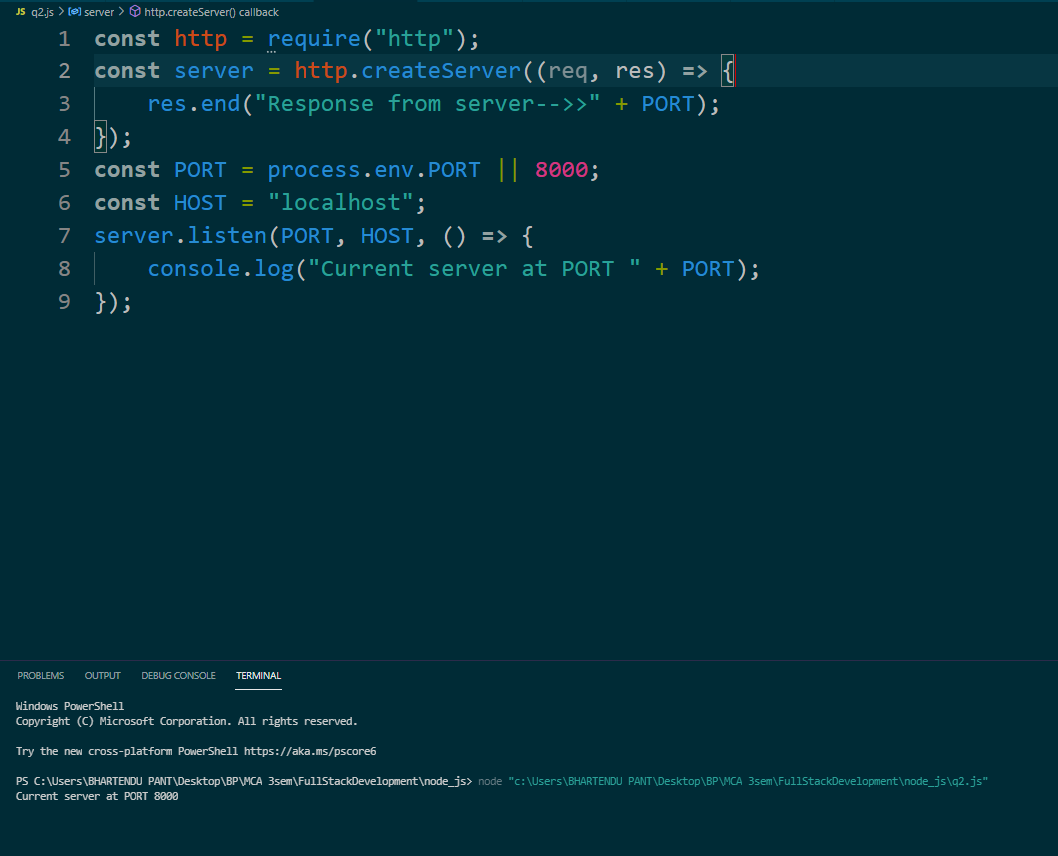 JS q2.js > server > http.createServer() callback
1 const http = require("http");
2 const server = http.createServer((req, res) => {
3     res.end("Response from server-->>" + PORT);
4 });
5 const PORT = process.env.PORT || 8000;
6 const HOST = "localhost";
7 server.listen(PORT, HOST, () => {
8     console.log("Current server at PORT " + PORT);
9 });
PROBLEMS OUTPUT DEBUG CONSOLE TERMINAL
Windows PowerShell
Copyright (C) Microsoft Corporation. All rights reserved.
Try the new cross-platform PowerShell https://aka.ms/pscore6
PS C:\Users\BHARTENDU PANT\Desktop\BP\MCA 3sem\FullStackDevelopment\node_js> node "c:\Users\BHARTENDU PANT\Desktop\BP\MCA 3sem\FullStackDevelopment\node_js\q2.js"
Current server at PORT 8000